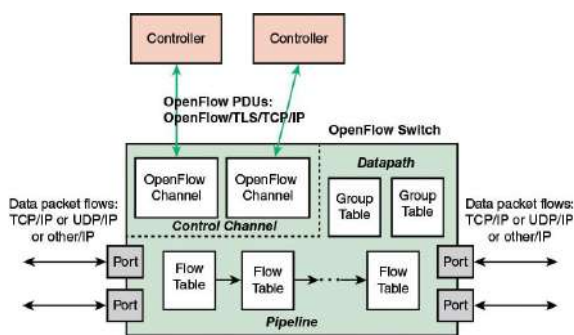 Controller
Controller
OpenFlow PDUs:
OpenFlow/TLS/TCP/IP
OpenFlow Switch
OpenFlow
Channel
OpenFlow
Channel
Control Channel
Datapath
Group
Table
Group
Table
Data packet flows:
TCP/IP or UDP/IP
or other/IP
Data packet flows:
TCP/IP or UDP/IP
or other/IP
Port
Port
Flow
Table
Flow
Table
Flow
Table
Port
Port
Pipeline